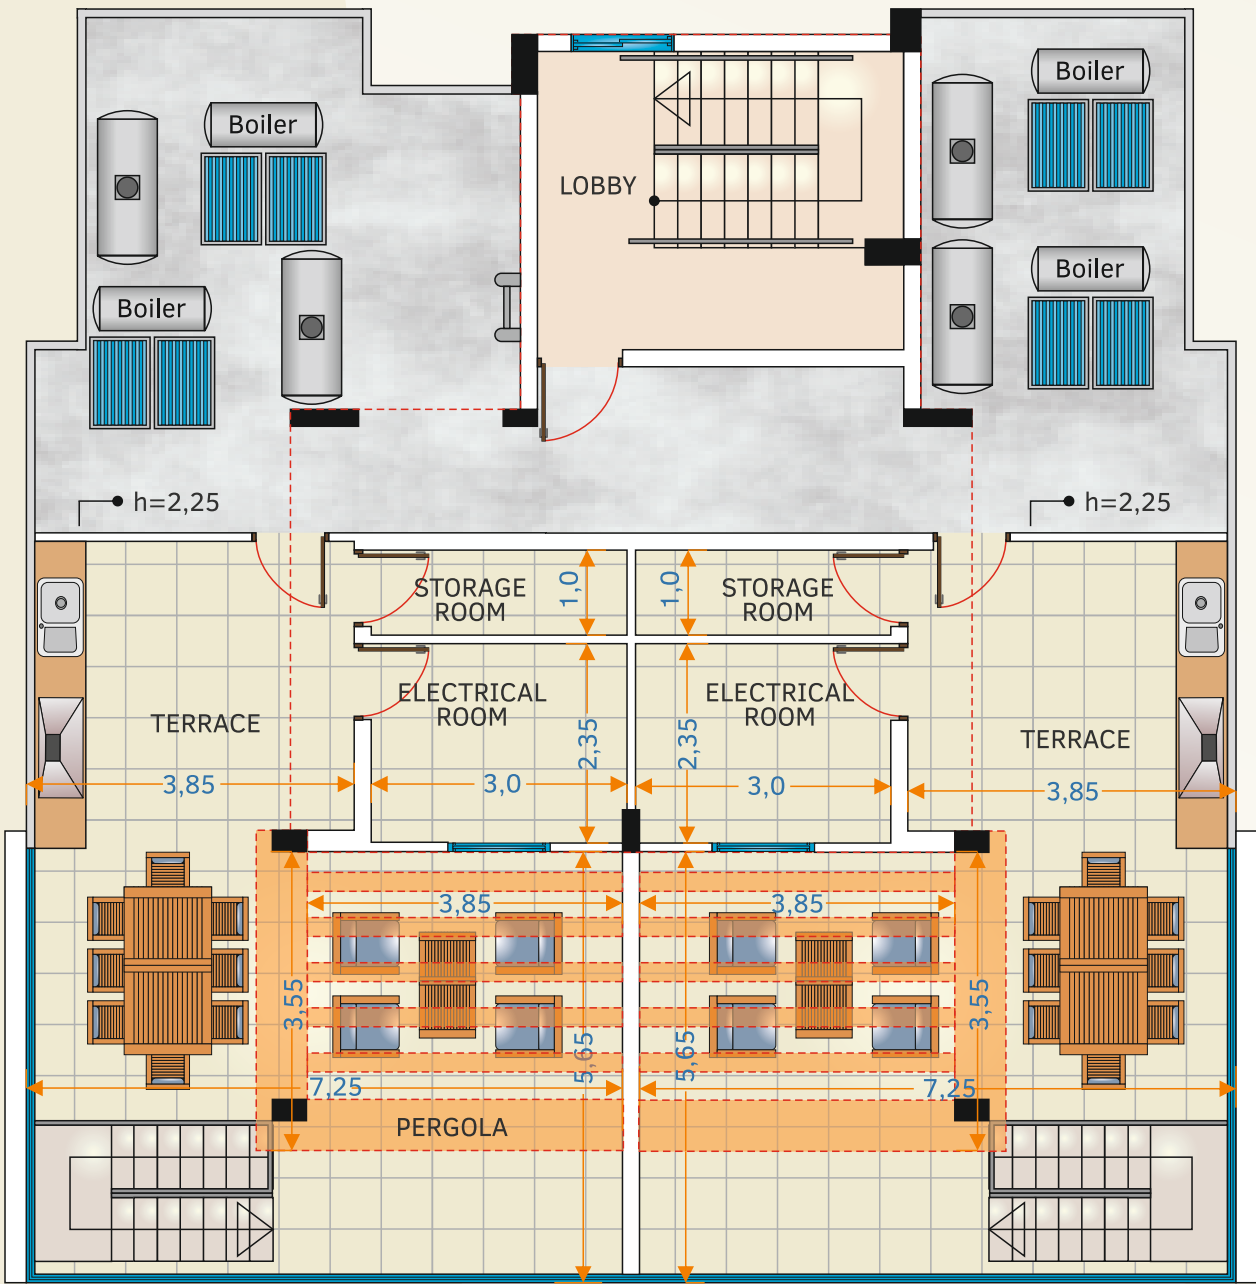 Boiler
Boiler
LOBBY
Boiler
Boiler
h=2,25
h=2,25
STORAGE
ROOM
1,0
1,0
STORAGE
ROOM
ELECTRICAL
ROOM
ELECTRICAL
ROOM
TERRACE
2,35
2,35
TERRACE
3,85
3,0
3,0
3,85
3,85
3,85
3,55
3,55
5,65
5,65
7,25
7,25
PERGOLA